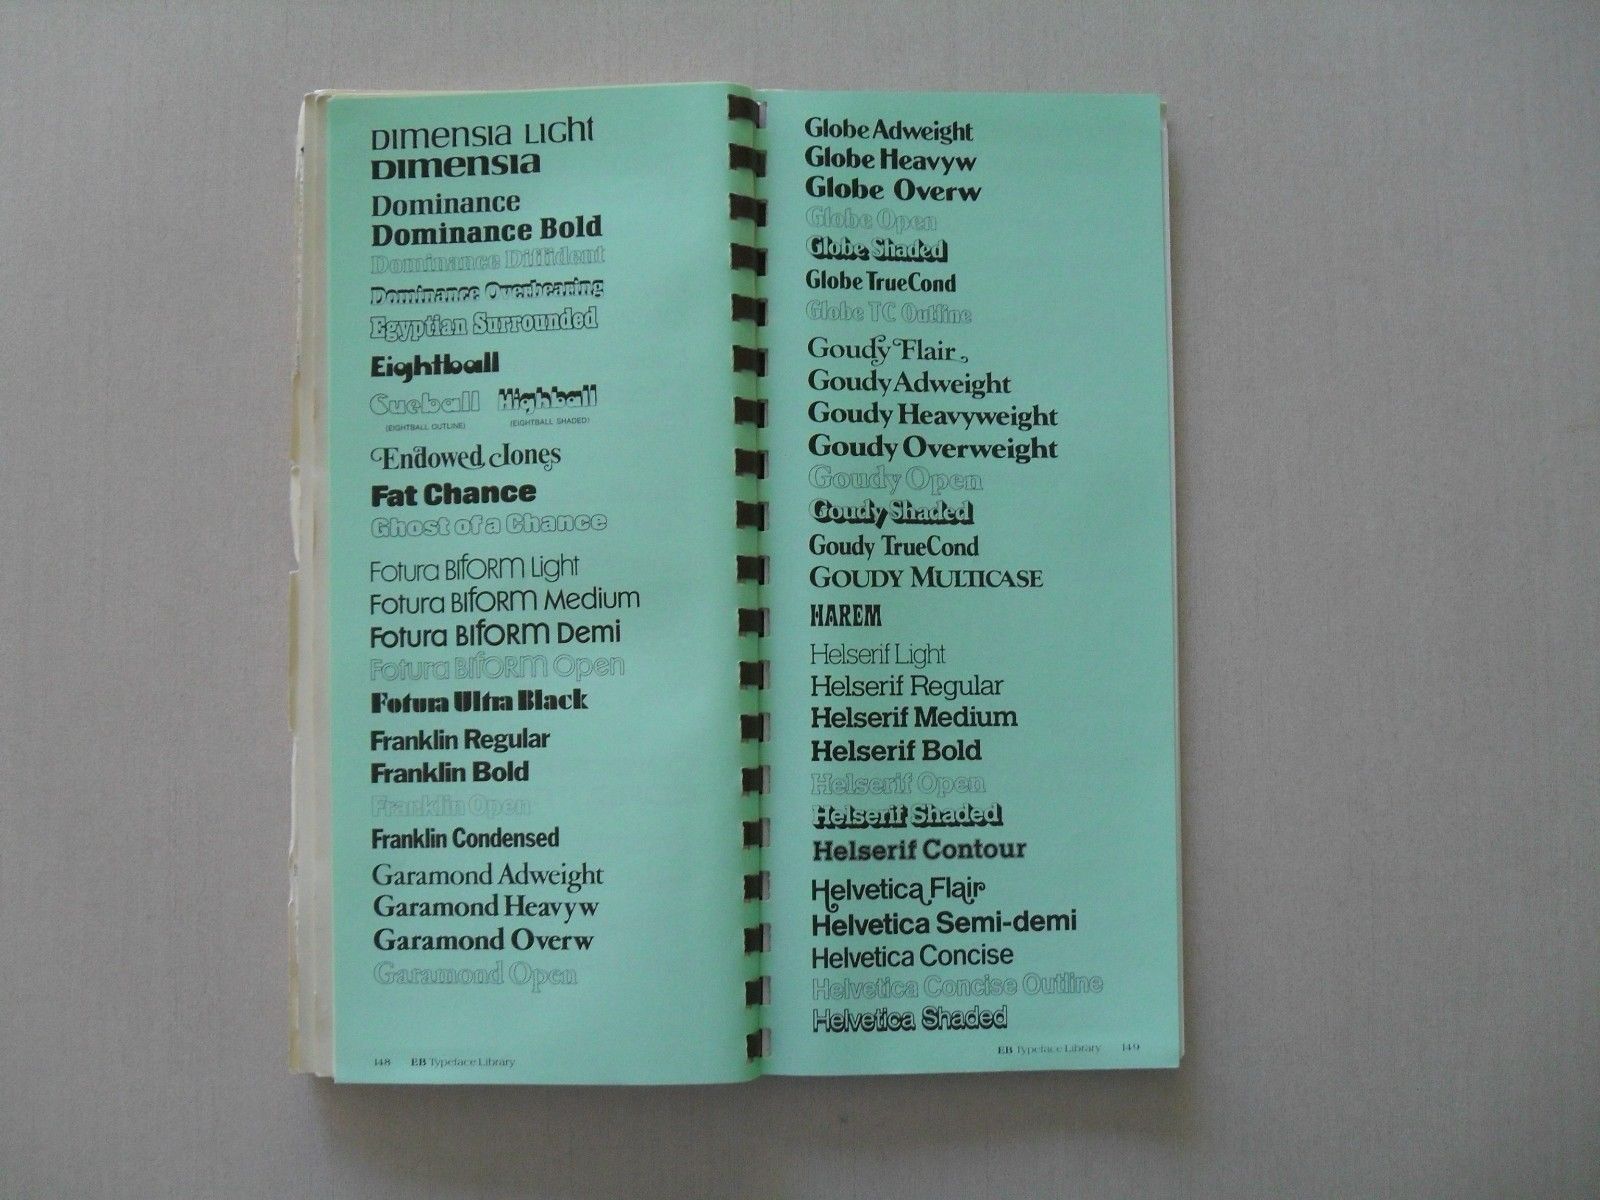 Dimensia Light
Dimensia
Dominance
Dominance Bold
Dominance Diffident
Dominance Overbearing
Egyptian Surrounded
Eightball
Cueball Highball
(EIGHTBALL OUTLINE) (EIGHTBALL SHADED)
Endowed Jones
Fat Chance
Ghost of a Chance
Fotura BIFORM Light
Fotura BIFORM Medium
Fotura BIFORM Demi
Fotura BIFORM Open
Fotura Ultra Black
Franklin Regular
Franklin Bold
Franklin Open
Franklin Condensed
Garamond Adweight
Garamond Heavyw
Garamond Overw
Garamond Open
148 EB Typeface Library
Globe Adweight
Globe Heavyw
Globe Overw
Globe Open
Globe Shaded
Globe TrueCond
Globe TC Outline
Goudy Flair
Goudy Adweight
Goudy Heavyweight
Goudy Overweight
Goudy Open
Goudy Shaded
Goudy TrueCond
GOUDY MULTICASE
HAREM
Helserif Light
Helserif Regular
Helserif Medium
Helserif Bold
Helserif Open
Helserif Shaded
Helserif Contour
Helvetica Flair
Helvetica Semi-demi
Helvetica Concise
Helvetica Concise Outline
Helvetica Shaded
EB Typeface Library 149